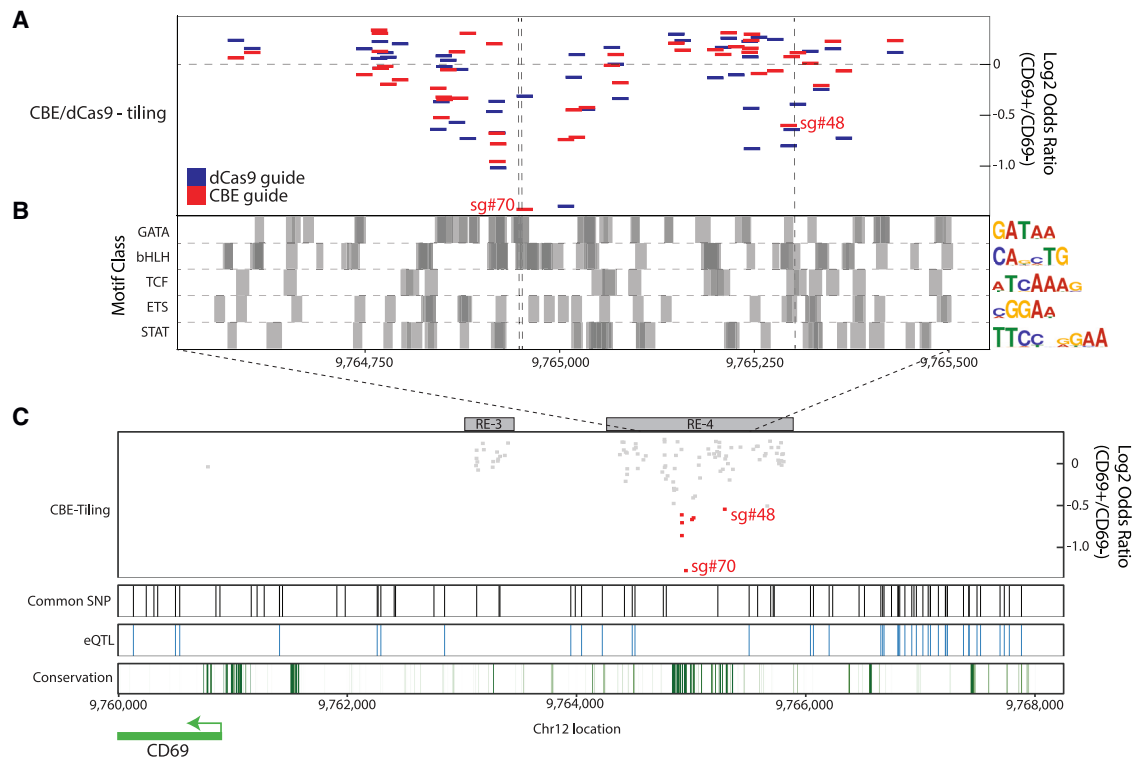 A
CBE/dCas9 - tiling
dCas9 guide
CBE guide
sg#70
sg#48
0
-0.5
-1.0
Log2 Odds Ratio
(CD69+/CD69-)
B
Motif Class
GATA
bHLH
TCF
ETS
STAT
GATAA
CAGCTG
ATCAAAG
CGGAA
TTCC GGAA
9,764,750
9,765,000
9,765,250
9,765,500
C
RE-3
RE-4
CBE-Tiling
sg#48
sg#70
0
-0.5
-1.0
Log2 Odds Ratio
(CD69+/CD69-)
Common SNP
eQTL
Conservation
9,760,000
9,762,000
9,764,000
9,766,000
9,768,000
Chr12 location
CD69